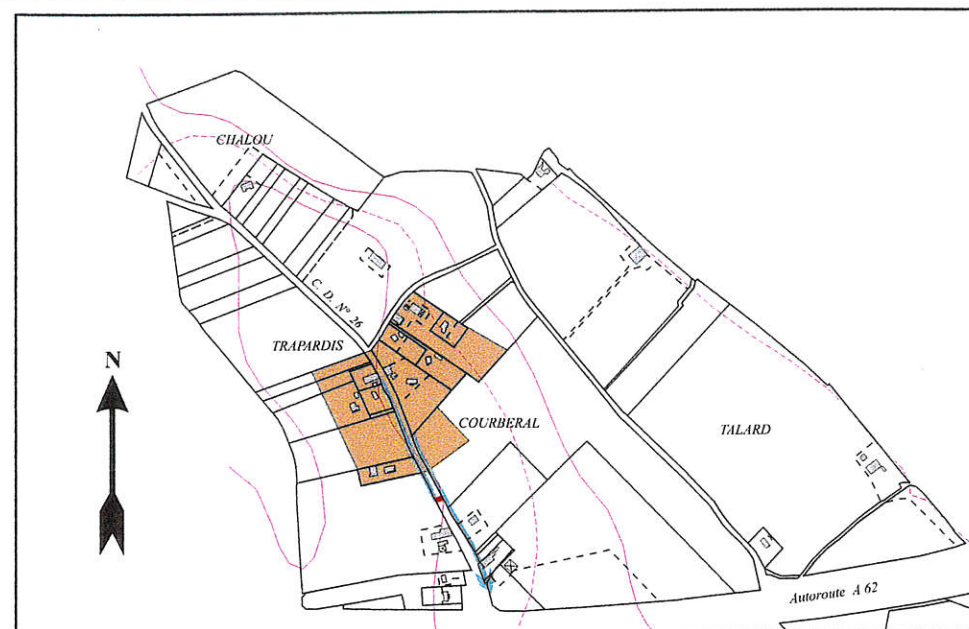 CHALOU
C. D. N° 26
N
TRAPARDIS
COURBERAL
TALARD
Autoroute A 62